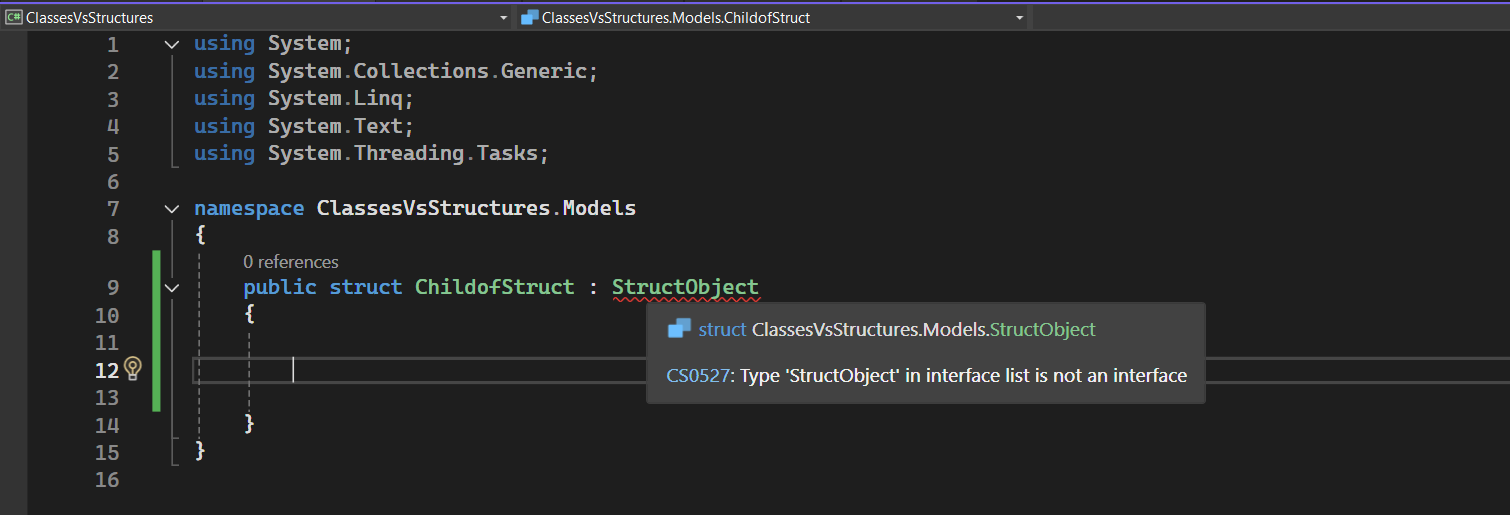 C# ClassesVsStructures ClassesVsStructures.Models.ChildofStruct
1 using System;
2 using System.Collections.Generic;
3 using System.Linq;
4 using System.Text;
5 using System.Threading.Tasks;
6
7 namespace ClassesVsStructures.Models
8 {
0 references
9 public struct ChildofStruct : StructObject
10 {
struct ClassesVsStructures.Models.StructObject
11
12
CS0527: Type 'StructObject' in interface list is not an interface
13
14 }
15 }
16